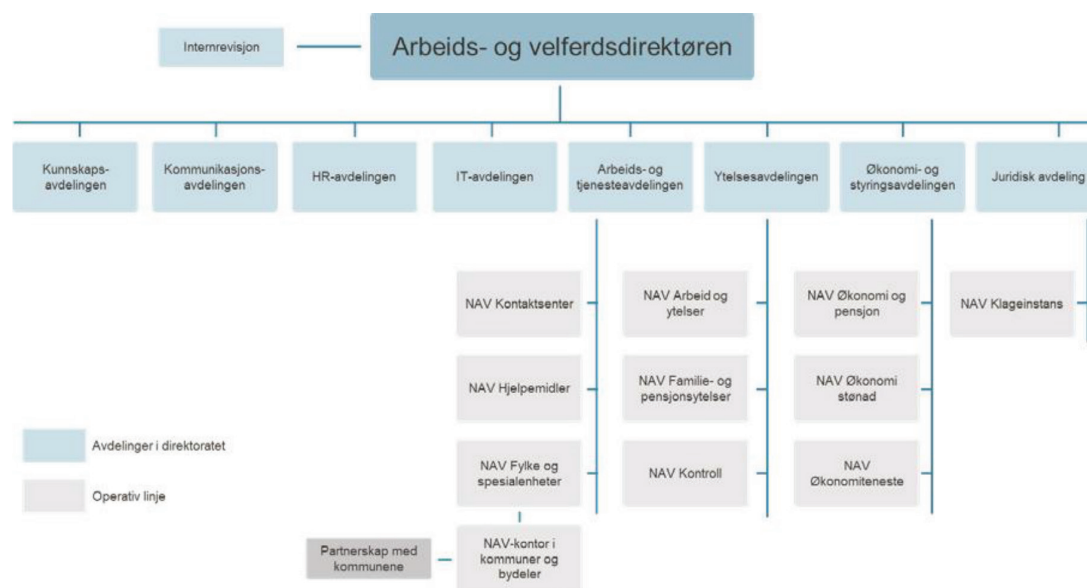 Internrevisjon
Arbeids- og velferdsdirektøren
Kunnskaps-
avdelingen
Kommunikasjons-
avdelingen
HR-avdelingen
IT-avdelingen
Arbeids- og
tjenesteavdelingen
Ytelsesavdelingen
Økonomi- og
styringsavdelingen
Juridisk avdeling
NAV Kontaktsenter
NAV Arbeid og
ytelser
NAV Økonomi og
pensjon
NAV Klageinstans
NAV Hjelpemidler
NAV Familie- og
pensjonsytelser
NAV Økonomi
stønad
NAV Fylke og
spesialenheter
NAV Kontroll
NAV
Økonomiteneste
Avdelinger i direktoratet
Operativ linje
Partnerskap med
kommunene
NAV-kontor i
kommuner og
bydeler